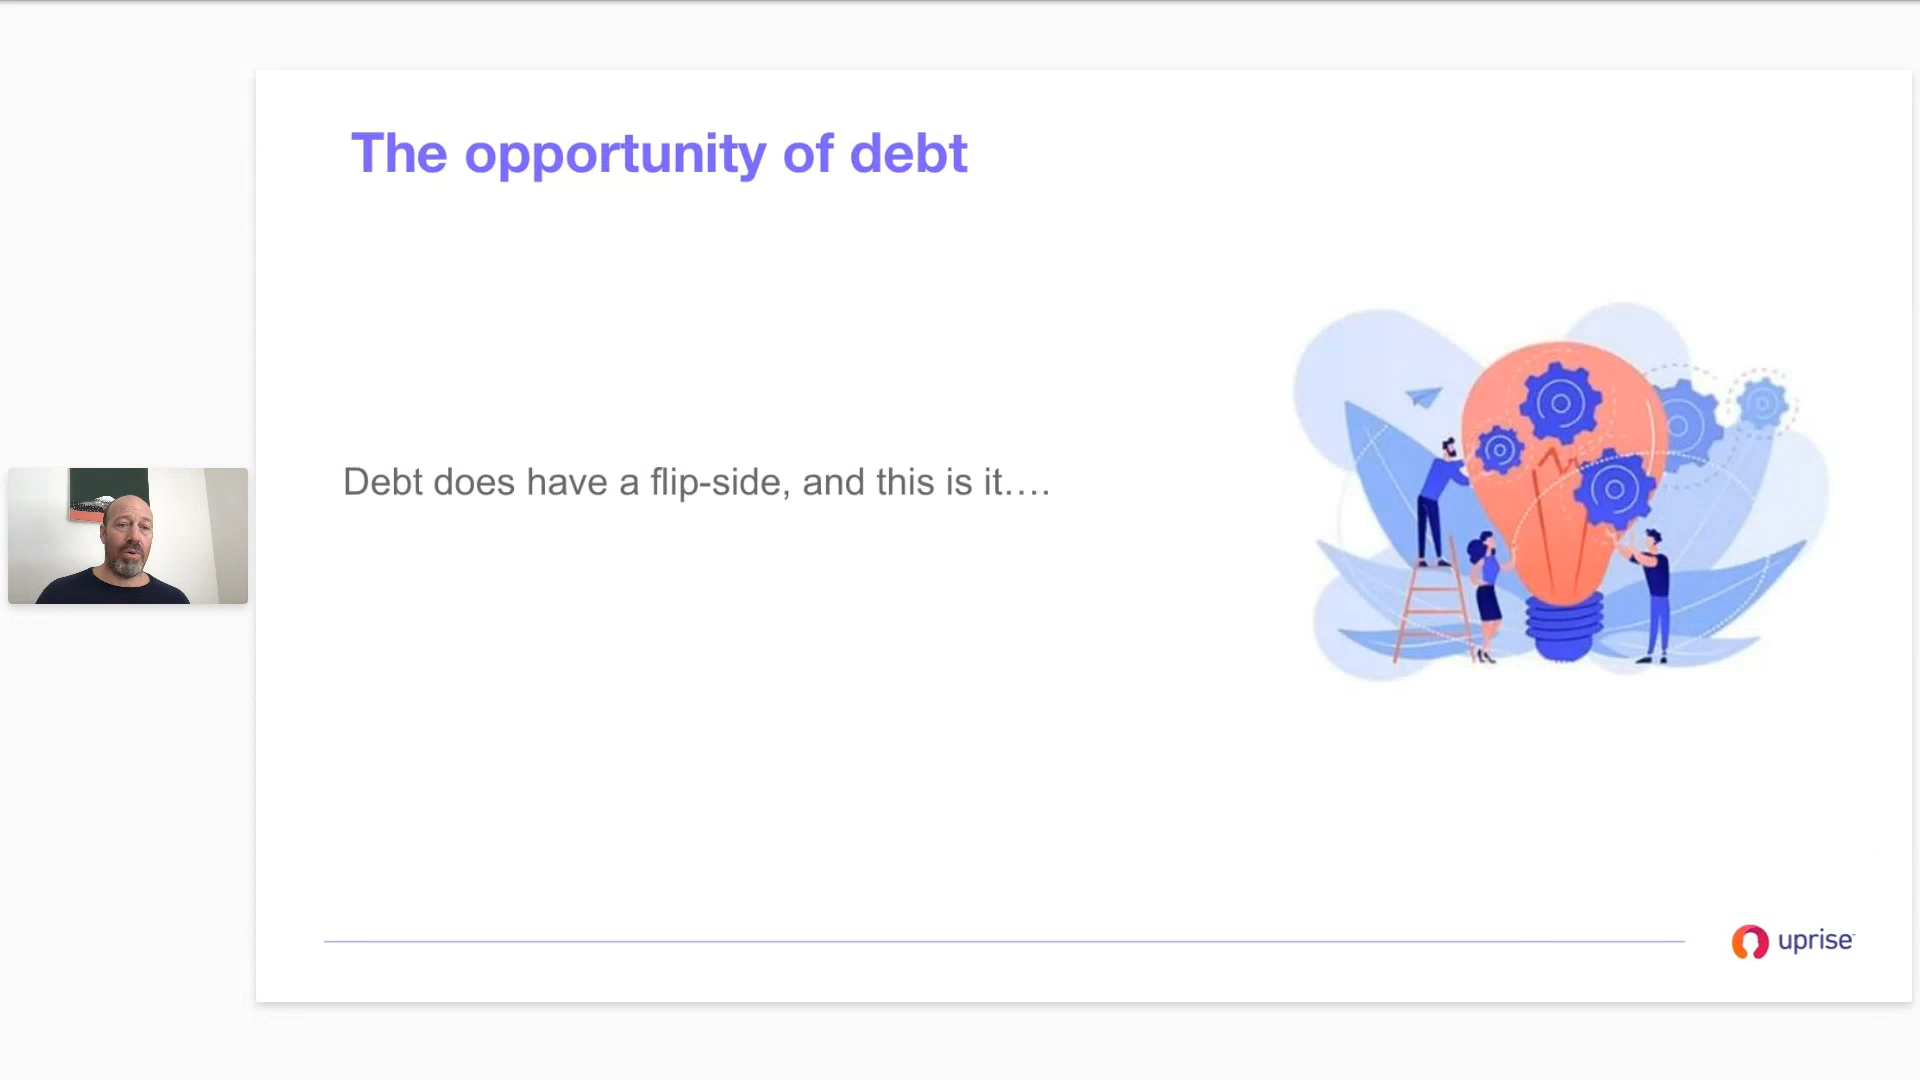 The opportunity of debt
Debt does have a flip-side, and this is it....
uprise